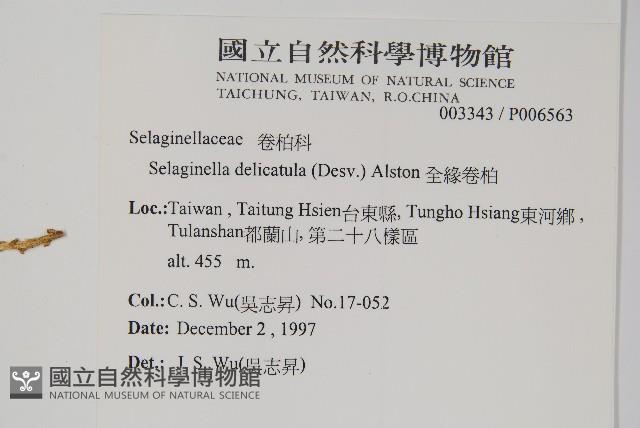 國立自然科學博物館
NATIONAL MUSEUM OF NATURAL SCIENCE
TAICHUNG, TAIWAN, R.O.CHINA
003343 / P006563
Selaginellaceae 卷柏科
Selaginella delicatula (Desv.) Alston 全緣卷柏
Loc.:Taiwan , Taitung Hsien台東縣, Tungho Hsiang東河鄉 ,
Tulanshan都蘭山, 第二十八樣區
alt. 455 m.
Col.: C. S. Wu(吳志昇) No.17-052
Date: December 2 , 1997
Det.: J. S. Wu(吳志昇)
國立自然科學博物館
NATIONAL MUSEUM OF NATURAL SCIENCE